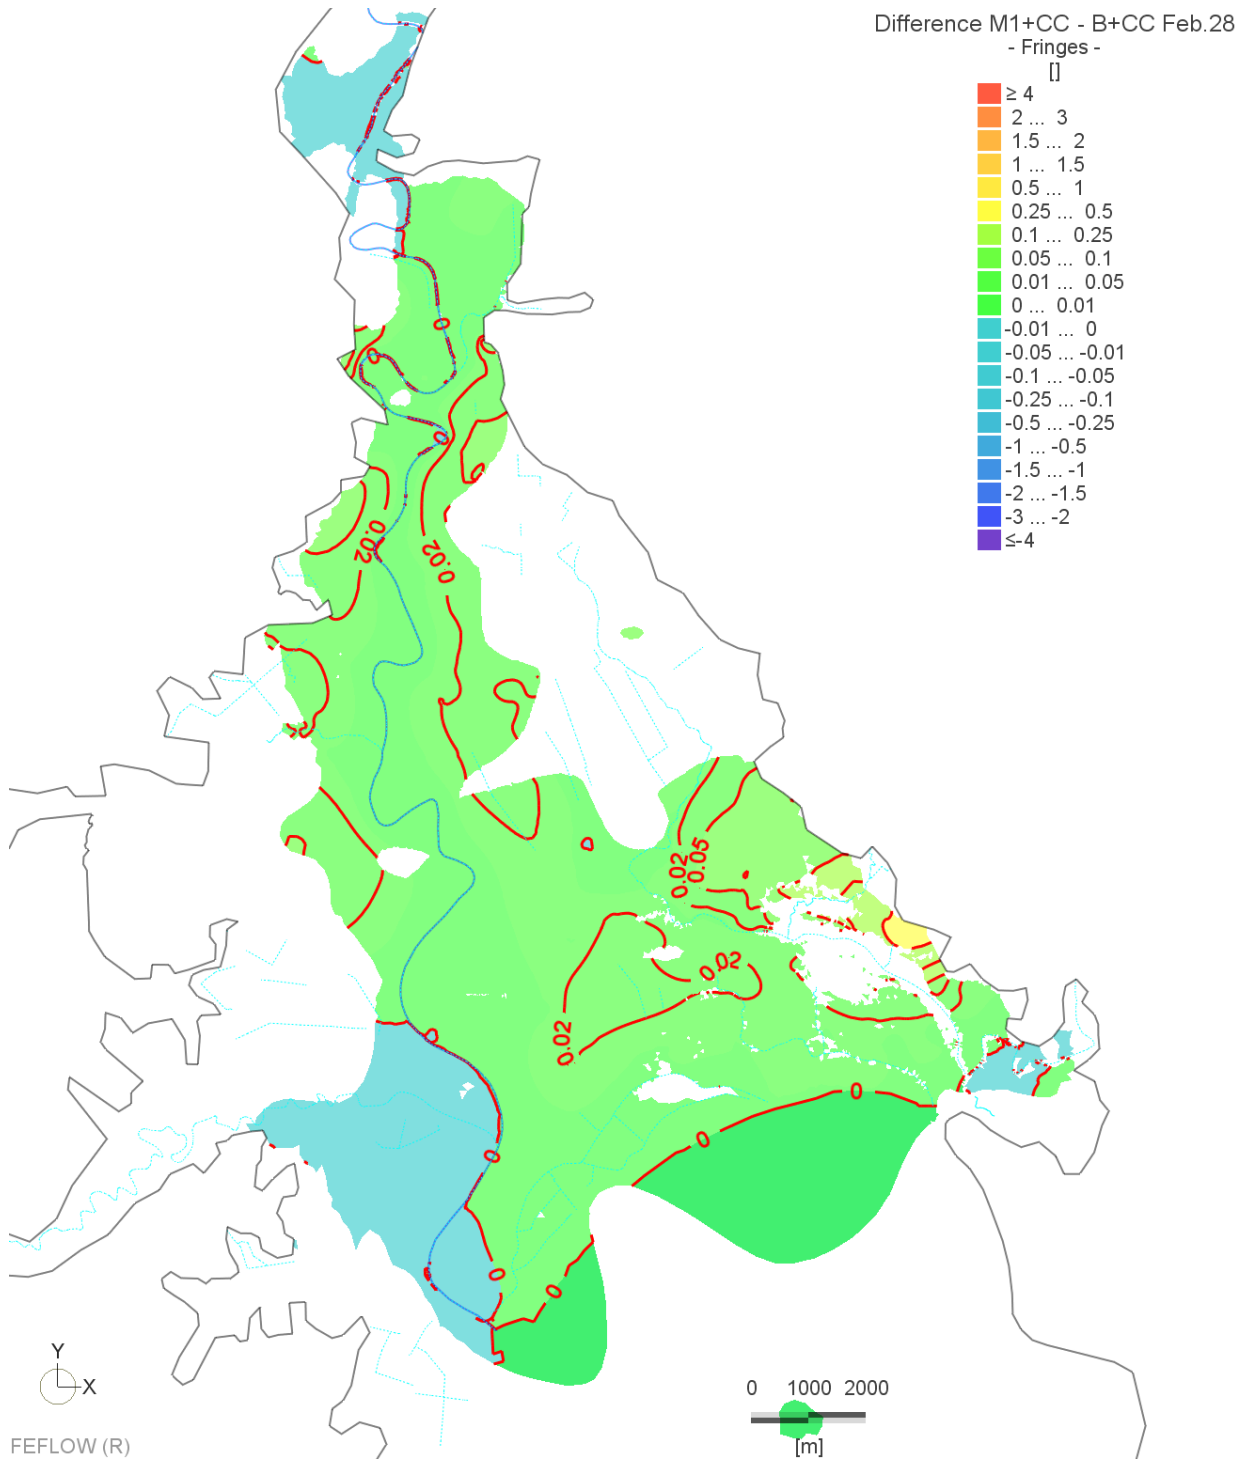 Difference M1+CC - B+CC Feb.28
- Fringes -
[]
≥ 4
2 ... 3
1.5 ... 2
1 ... 1.5
0.5 ... 1
0.25 ... 0.5
0.1 ... 0.25
0.05 ... 0.1
0.01 ... 0.05
0 ... 0.01
-0.01 ... 0
-0.05 ... -0.01
-0.1 ... -0.05
-0.25 ... -0.1
-0.5 ... -0.25
-1 ... -0.5
-1.5 ... -1
-2 ... -1.5
-3 ... -2
≤-4
0
0
0
0.02
0.02
0.02
0.05
0.02
0.02
0
0
0
0
0
Y
X
0 1000 2000
[m]
FEFLOW (R)